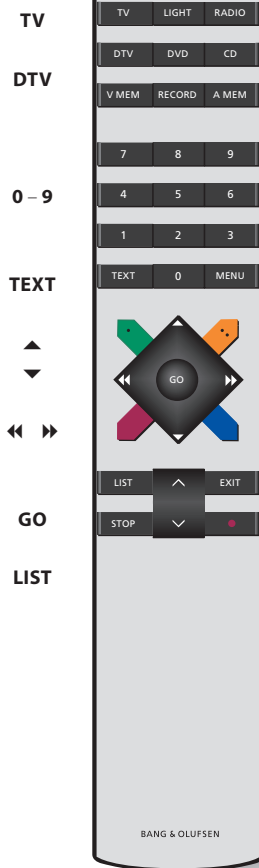 TV
TV LIGHT RADIO
DTV DVD CD
DTV
V MEM RECORD A MEM
7 8 9
0 – 9
4 5 6
1 2 3
TEXT
TEXT 0 MENU
GO
LIST EXIT
GO
STOP
LIST
BANG & OLUFSEN